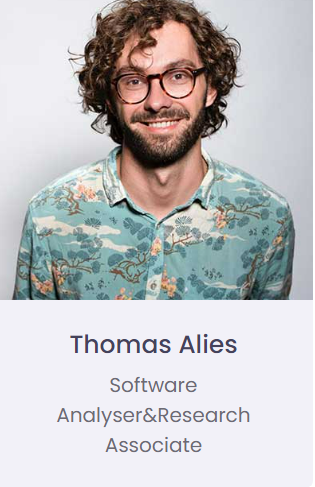 Thomas Alies
Software
Analyser&Research
Associate